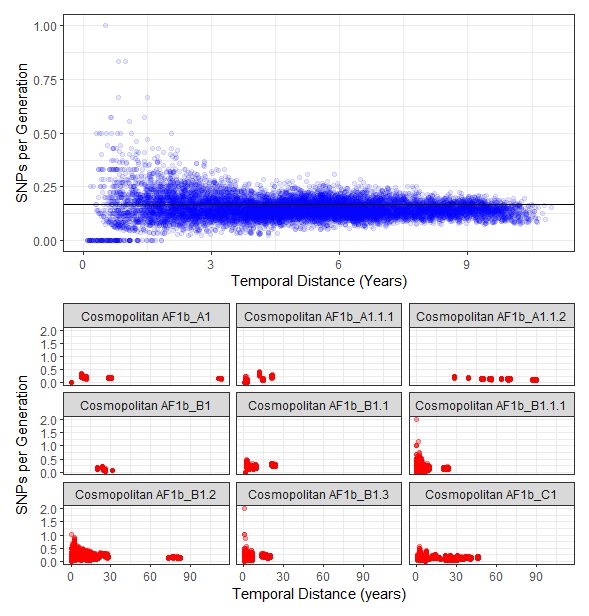 SNPs per Generation
1.00
0.75
0.50
0.25
0.00
0 3 6 9
Temporal Distance (Years)
SNPs per Generation
Cosmopolitan AF1b_A1 Cosmopolitan AF1b_A1.1.1 Cosmopolitan AF1b_A1.1.2
2.0
1.5
1.0
0.5
0.0
Cosmopolitan AF1b_B1 Cosmopolitan AF1b_B1.1 Cosmopolitan AF1b_B1.1.1
2.0
1.5
1.0
0.5
0.0
Cosmopolitan AF1b_B1.2 Cosmopolitan AF1b_B1.3 Cosmopolitan AF1b_C1
2.0
1.5
1.0
0.5
0.0
0 30 60 90 0 30 60 90 0 30 60 90
Temporal Distance (years)